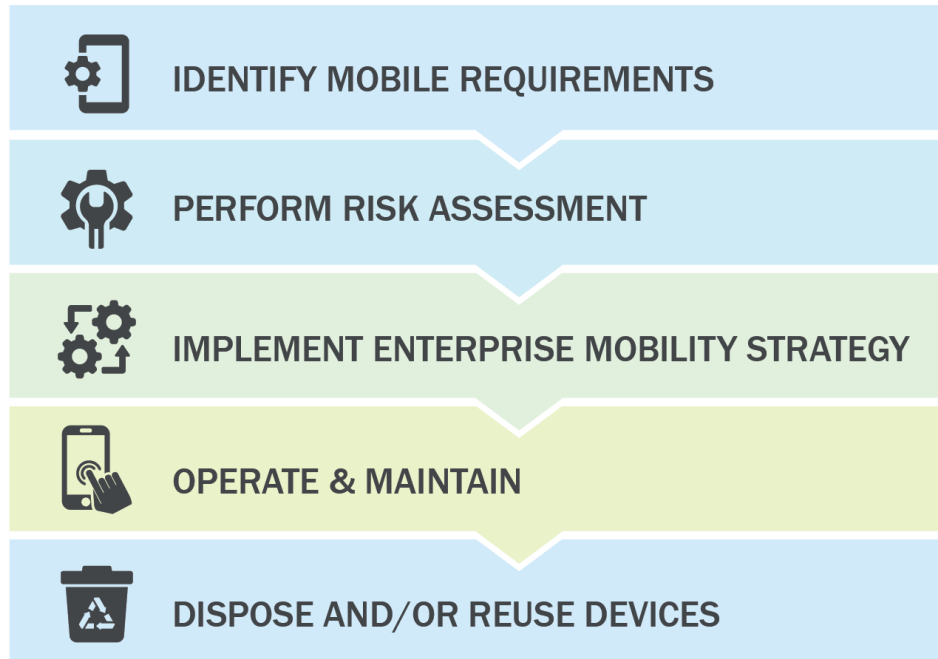 IDENTIFY MOBILE REQUIREMENTS
PERFORM RISK ASSESSMENT
IMPLEMENT ENTERPRISE MOBILITY STRATEGY
OPERATE & MAINTAIN
DISPOSE AND/OR REUSE DEVICES